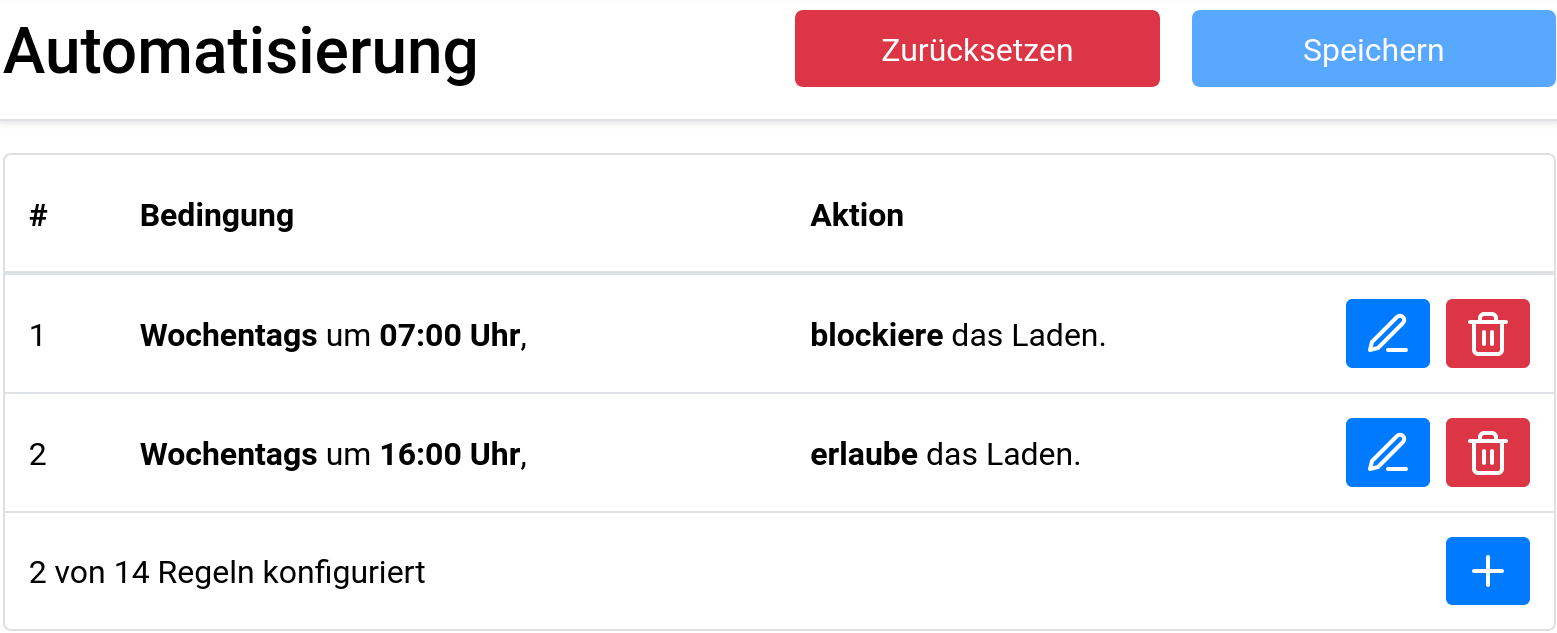 Automatisierung Zurücksetzen Speichern
# Bedingung Aktion
1 Wochentags um 07:00 Uhr, blockiere das Laden.
2 Wochentags um 16:00 Uhr, erlaube das Laden.
2 von 14 Regeln konfiguriert